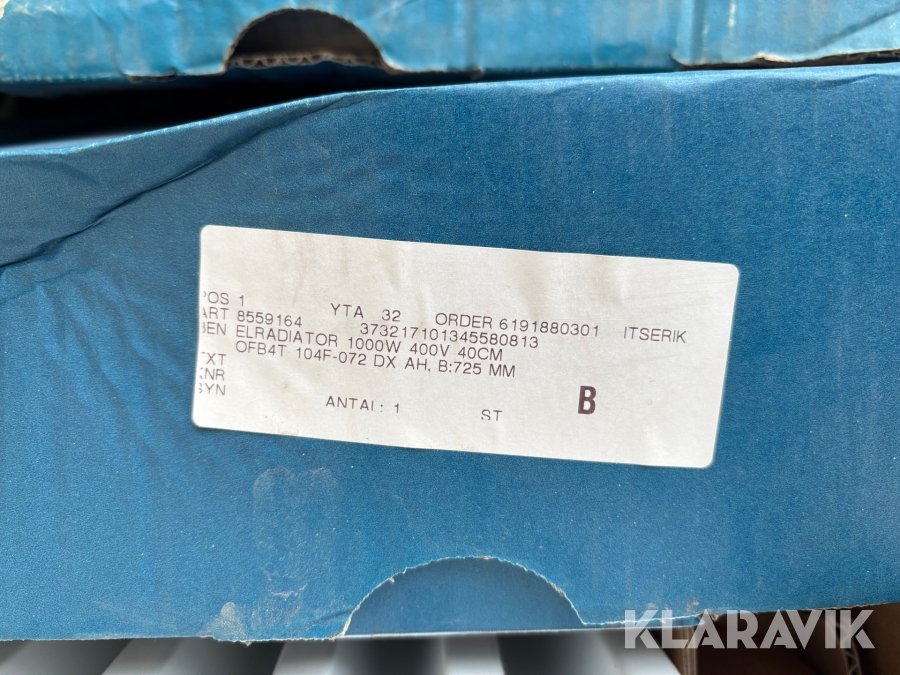 POS 1 YTA 32 ORDER 6191880301 ITSERIK
ART 8559164 373217101345580813
BEN ELRADIATOR 1000W 400V 40CM
OFB4T 104F-072 DX AH, B:725 MM
TXT
KNR
SYN
ANTAL: 1 ST B
KLARAVIK